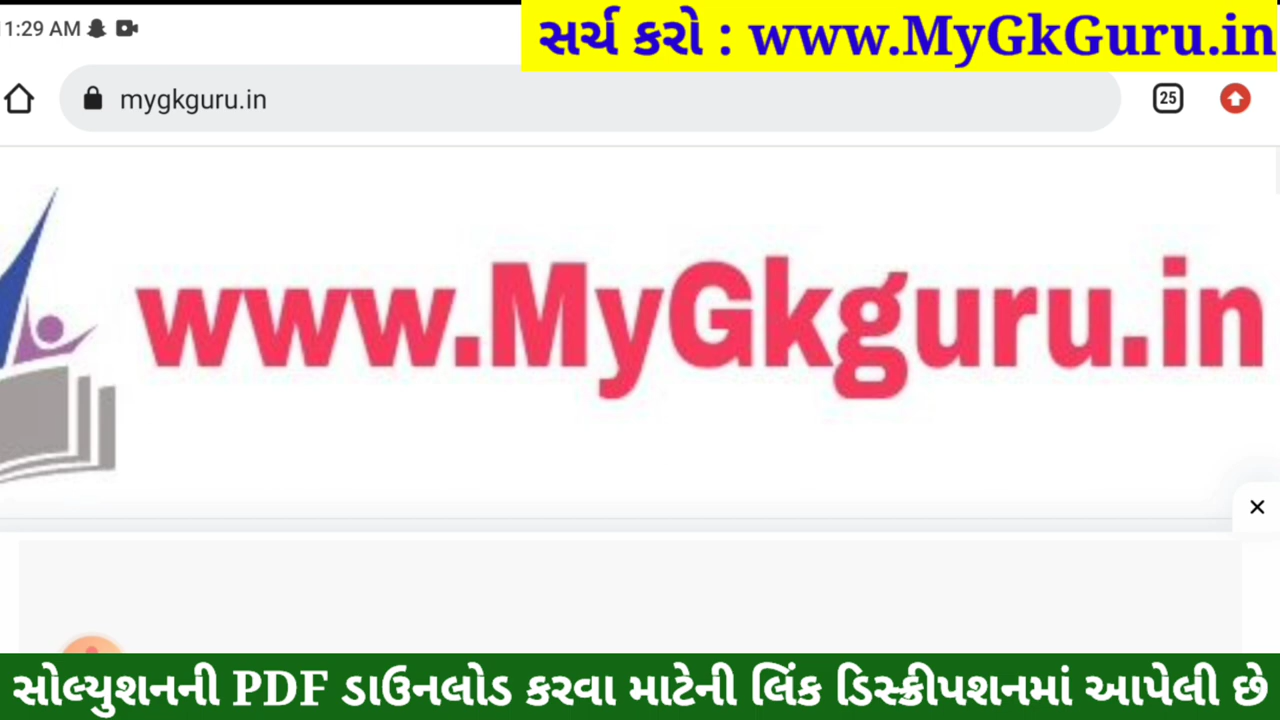 સર્ચ કરો : www.MyGkGuru.in
1:29 AM
mygkguru.in
25
www.MyGkguru.in
સોલ્યુશનની PDF ડાઉનલોડ કરવા માટેની લિંક ડિસ્ક્રીપશનમાં આપેલી છે